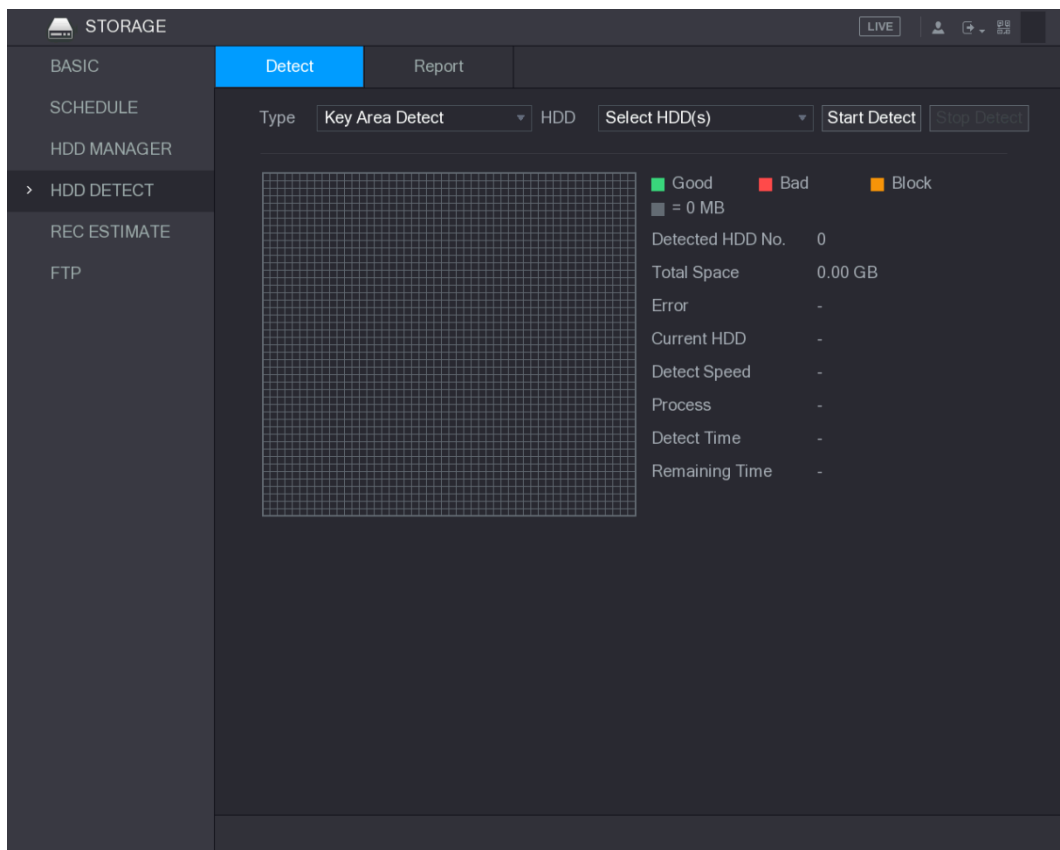 STORAGE
LIVE
BASIC
SCHEDULE
HDD MANAGER
> HDD DETECT
REC ESTIMATE
FTP
Detect Report
Type Key Area Detect HDD Select HDD(s) Start Detect Stop Detect
Good Bad Block
= 0 MB
Detected HDD No. 0
Total Space 0.00 GB
Error -
Current HDD -
Detect Speed -
Process -
Detect Time -
Remaining Time -